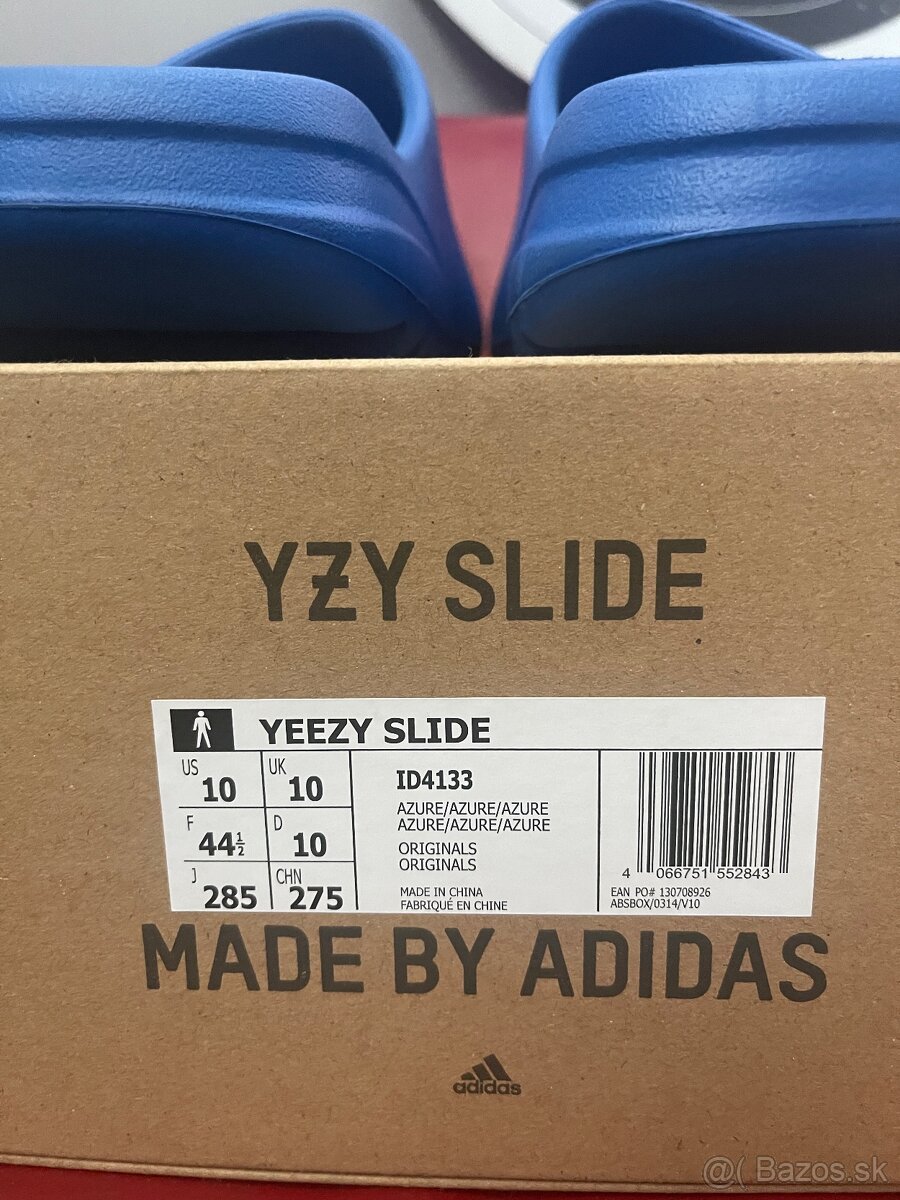 YZY SLIDE
YEEZY SLIDE
US 10 UK 10
F 44½ D 10
J 285 CHN 275
ID4133
AZURE/AZURE/AZURE
AZURE/AZURE/AZURE
ORIGINALS
ORIGINALS
MADE IN CHINA
FABRIQUÉ EN CHINE
4 066751 552843
EAN PO# 130708926
ABSBOX/0314/V10
MADE BY ADIDAS
adidas
@( Bazos.sk